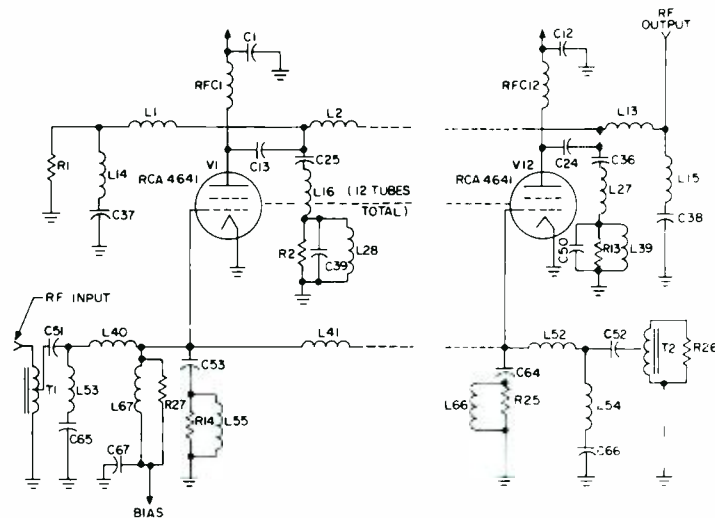 RF
OUTPUT
C1
C12
RFC1
RFC12
L1
L2
L13
R1
L14
C37
V1
RCA 4641
C13
C25
L16
(12 TUBES
TOTAL)
R2
C39
L28
V12
RCA 4641
C24
C36
L27
C50
R13
L39
L15
C38
RF INPUT
C51
L40
L41
L52
C52
T2
R26
T1
L53
C65
L67
R27
C67
BIAS
C53
R14
L55
C64
L66
R25
L54
C66